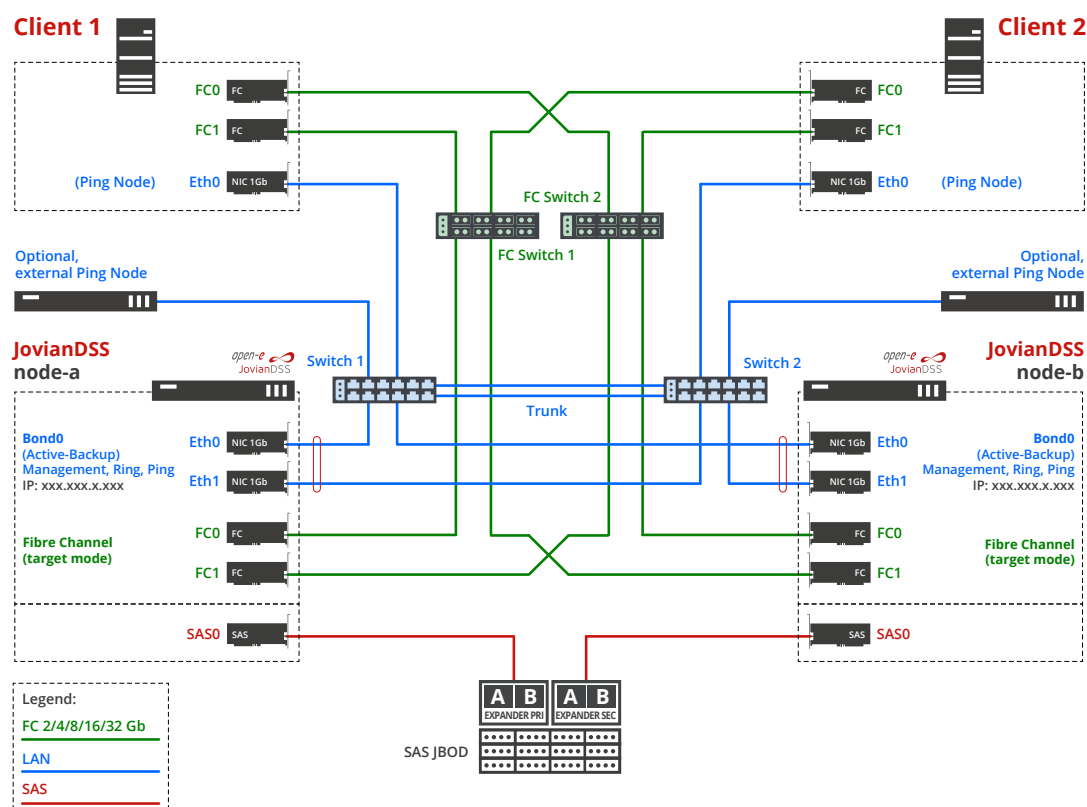 Client 1
Client 2
FC0
FC
FC
FC0
FC1
FC
FC
FC1
(Ping Node)
Eth0
NIC 1Gb
NIC 1Gb
Eth0
(Ping Node)
FC Switch 2
FC Switch 1
Optional,
external Ping Node
Optional,
external Ping Node
JovianDSS
node-a
open-e
JovianDSS
Switch 1
Switch 2
open-e
JovianDSS
JovianDSS
node-b
Trunk
Bond0
(Active-Backup)
Management, Ring, Ping
IP: xxx.xxx.x.xxx
Eth0
NIC 1Gb
Eth1
NIC 1Gb
NIC 1Gb
Eth0
NIC 1Gb
Eth1
Bond0
(Active-Backup)
Management, Ring, Ping
IP: xxx.xxx.x.xxx
Fibre Channel
(target mode)
FC0
FC
FC1
FC
FC
FC0
FC
FC1
Fibre Channel
(target mode)
SAS0
SAS
SAS
SAS0
A B
EXPANDER PRI
A B
EXPANDER SEC
SAS JBOD
Legend:
FC 2/4/8/16/32 Gb
LAN
SAS